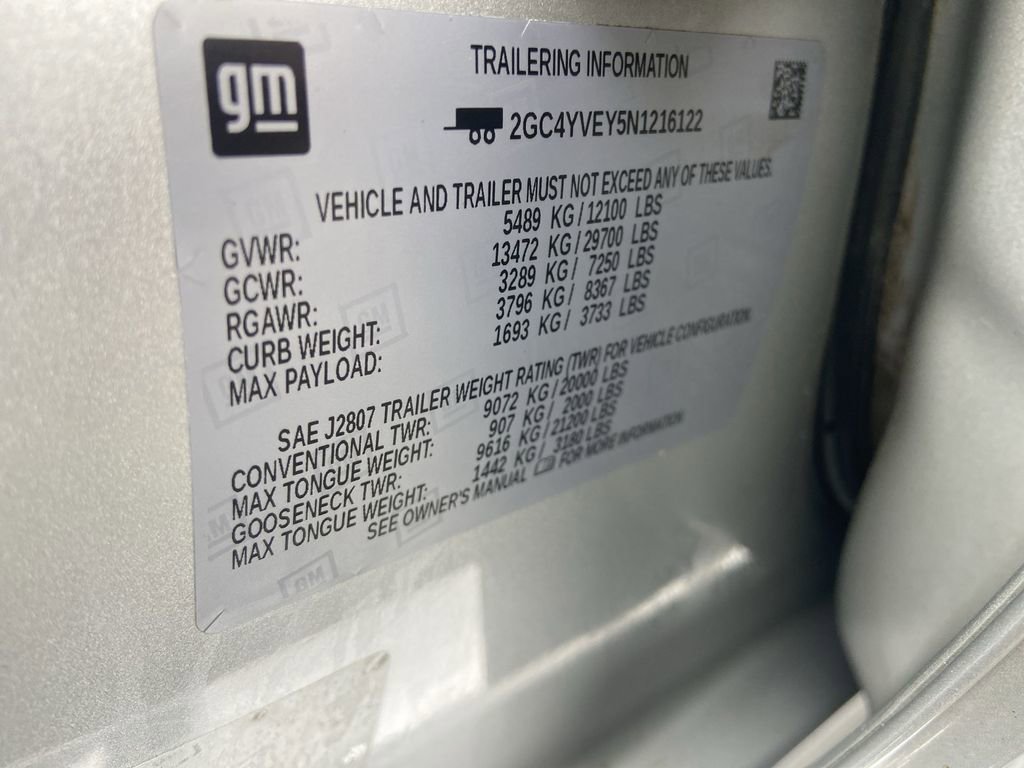 gm
TRAILERING INFORMATION
2GC4YVEY5N1216122
VEHICLE AND TRAILER MUST NOT EXCEED ANY OF THESE VALUES.
GVWR: 5489 KG / 12100 LBS
GCWR: 13472 KG / 29700 LBS
RGAWR: 3289 KG / 7250 LBS
CURB WEIGHT: 3796 KG / 8367 LBS
MAX PAYLOAD: 1693 KG / 3733 LBS
SAE J2807 TRAILER WEIGHT RATING (TWR) FOR VEHICLE CONFIGURATION.
CONVENTIONAL TWR: 9072 KG / 20000 LBS
MAX TONGUE WEIGHT: 907 KG / 2000 LBS
GOOSENECK TWR: 9616 KG / 21200 LBS
MAX TONGUE WEIGHT: 1442 KG / 3180 LBS
SEE OWNER'S MANUAL FOR MORE INFORMATION
GM